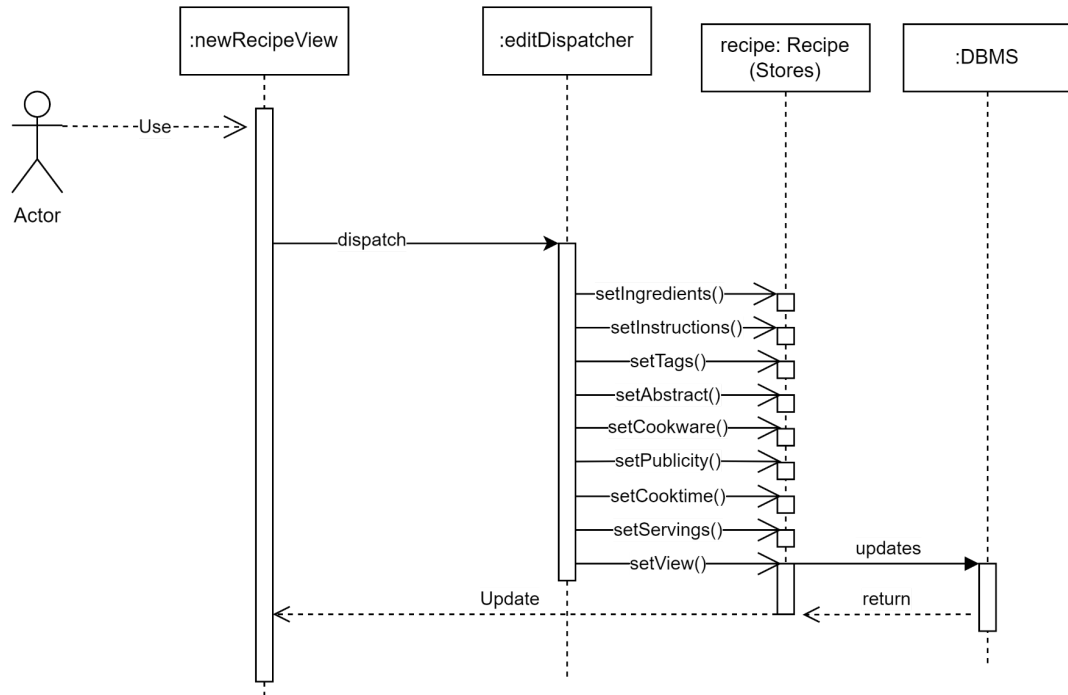 :newRecipeView
:editDispatcher
recipe: Recipe
(Stores)
:DBMS
Use
Actor
dispatch
setIngredients()
setInstructions()
setTags()
setAbstract()
setCookware()
setPublicity()
setCooktime()
setServings()
setView()
updates
Update
return